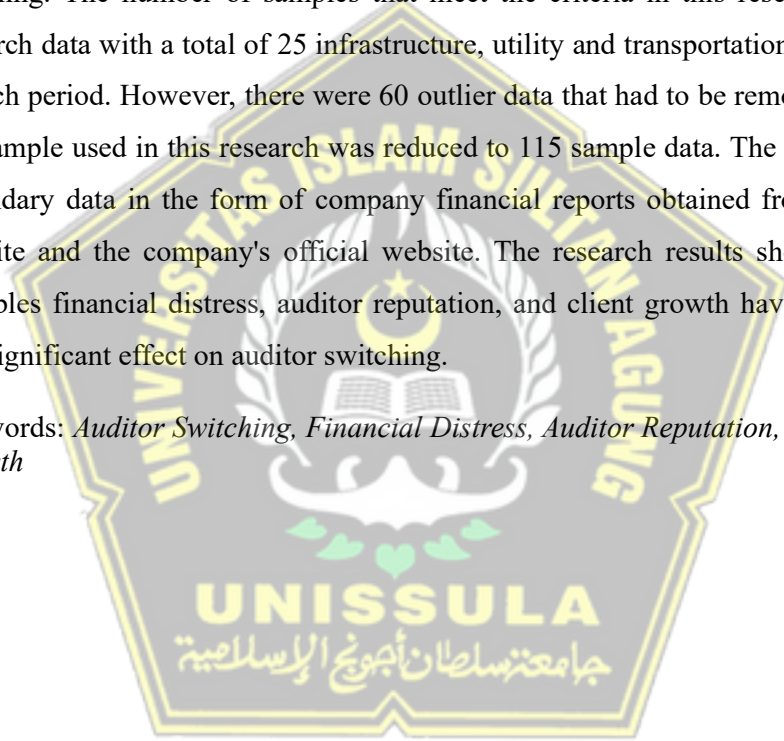 ing. The number of samples that meet the criteria in this rese
rch data with a total of 25 infrastructure, utility and transportation
ch period. However, there were 60 outlier data that had to be remo
ample used in this research was reduced to 115 sample data. The
ndary data in the form of company financial reports obtained fro
ite and the company's official website. The research results sh
bles financial distress, auditor reputation, and client growth hav
ignificant effect on auditor switching.
words: Auditor Switching, Financial Distress, Auditor Reputation,
th
UNIVERSITAS ISLAM SULTAN AGUNG
UNISSULA
جامعة سلطان أجونج الإسلامية